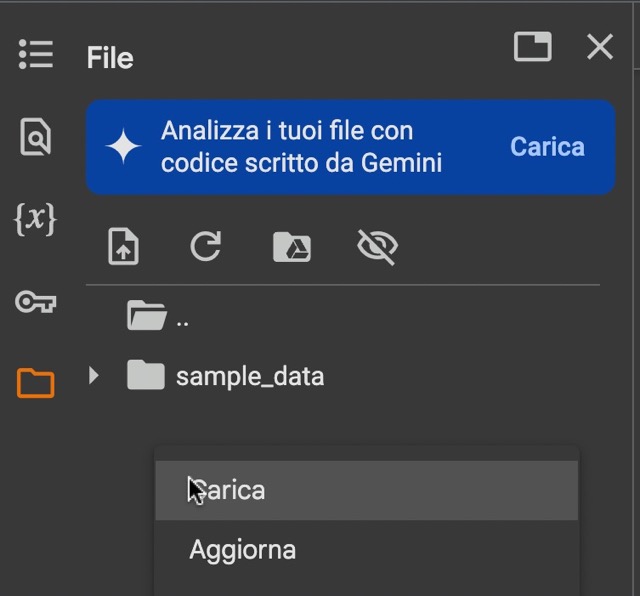 File
Analizza i tuoi file con
codice scritto da Gemini
Carica
{x}
..
sample_data
Carica
Aggiorna